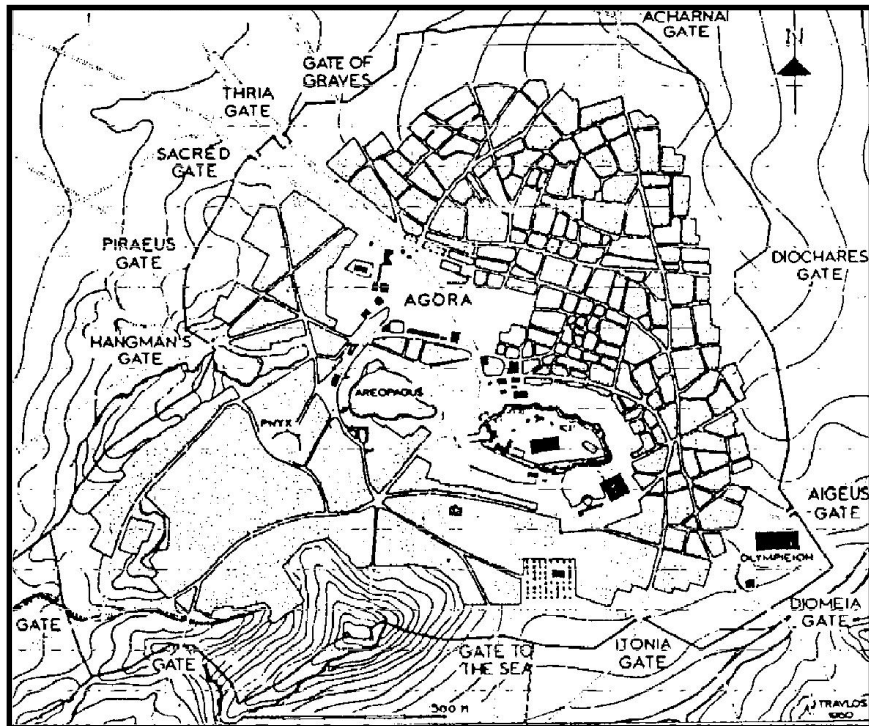 ACHARNAI
GATE
N
GATE OF
GRAVES
THRIA
GATE
SACRED
GATE
PIRAEUS
GATE
DIOCHARES
GATE
AGORA
HANGMAN'S
GATE
AREOPAGUS
PNYX
AIGEUS
GATE
OLYMPIEION
DIOMEIA
GATE
GATE
GATE
GATE TO
THE SEA
ITONIA
GATE
500 M
J TRAVLOS
1960